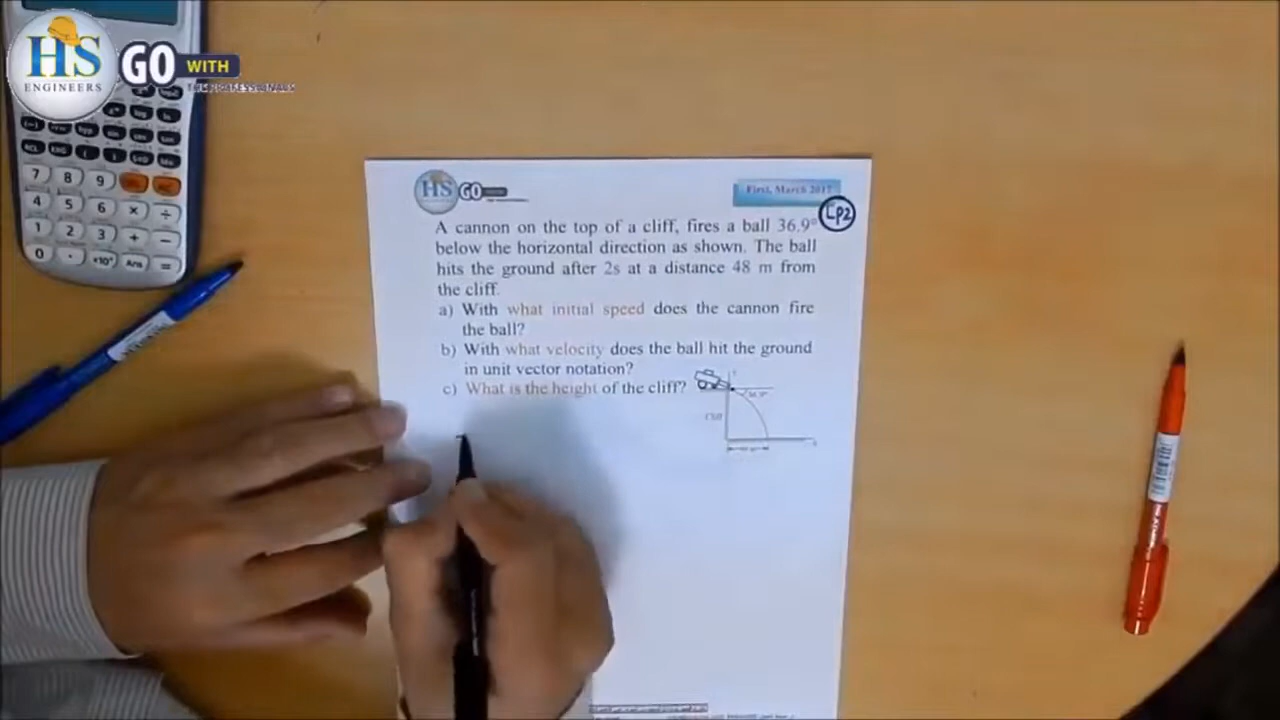 HS
ENGINEERS
GO WITH
THE PROFESSIONALS
HS GO
First, March 2017
LP2
A cannon on the top of a cliff, fires a ball 36.9°
below the horizontal direction as shown. The ball
hits the ground after 2s at a distance 48 m from
the cliff.
a) With what initial speed does the cannon fire
the ball?
b) With what velocity does the ball hit the ground
in unit vector notation?
c) What is the height of the cliff?
7 8 9
4 5 6 × ÷
1 2 3 + -
0 . ×10ˣ Ans =